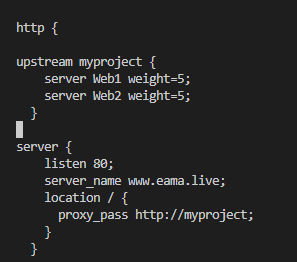 http {
upstream myproject {
server Web1 weight=5;
server Web2 weight=5;
}
server {
listen 80;
server_name www.eama.live;
location / {
proxy_pass http://myproject;
}
}